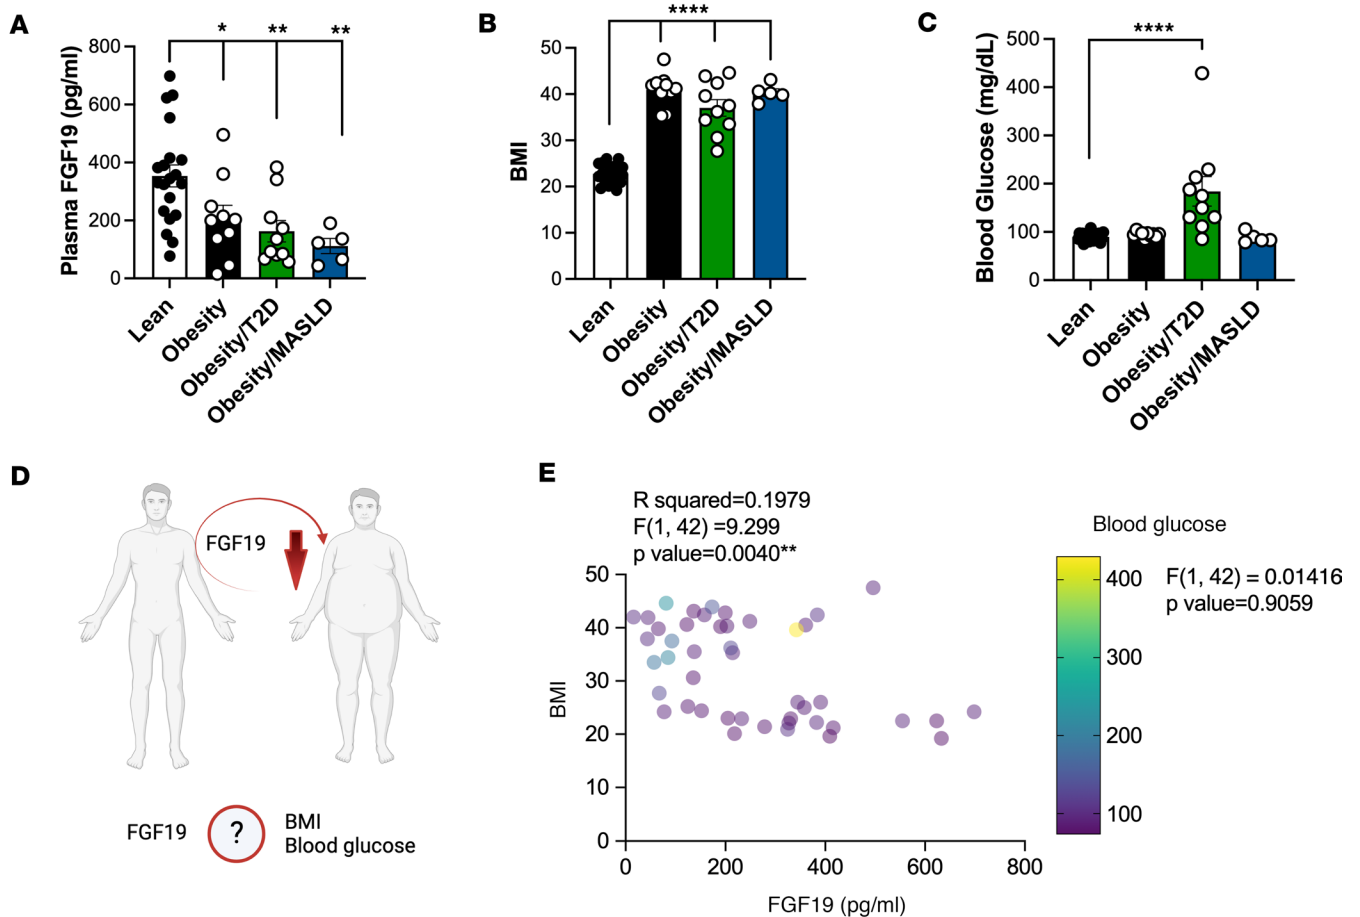 A
* ** **
Plasma FGF19 (pg/ml)
800
600
400
200
0
Lean
Obesity
Obesity/T2D
Obesity/MASLD
B
****
BMI
50
40
30
20
10
0
Lean
Obesity
Obesity/T2D
Obesity/MASLD
C
****
Blood Glucose (mg/dL)
500
400
300
200
100
0
Lean
Obesity
Obesity/T2D
Obesity/MASLD
D
FGF19
FGF19
?
BMI
Blood glucose
E
R squared=0.1979
F(1, 42) =9.299
p value=0.0040**
BMI
50
40
30
20
10
0
0 200 400 600 800
FGF19 (pg/ml)
Blood glucose
400
300
200
100
F(1, 42) = 0.01416
p value=0.9059